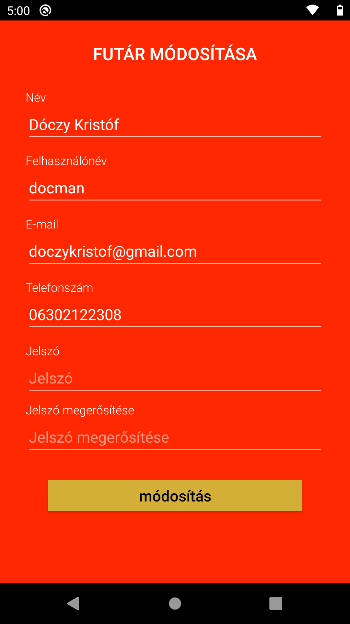 5:00
FUTÁR MÓDOSÍTÁSA
Név
Dóczy Kristóf
Felhasználónév
docman
E-mail
doczykristof@gmail.com
Telefonszám
06302122308
Jelszó
Jelszó
Jelszó megerősítése
Jelszó megerősítése
módosítás